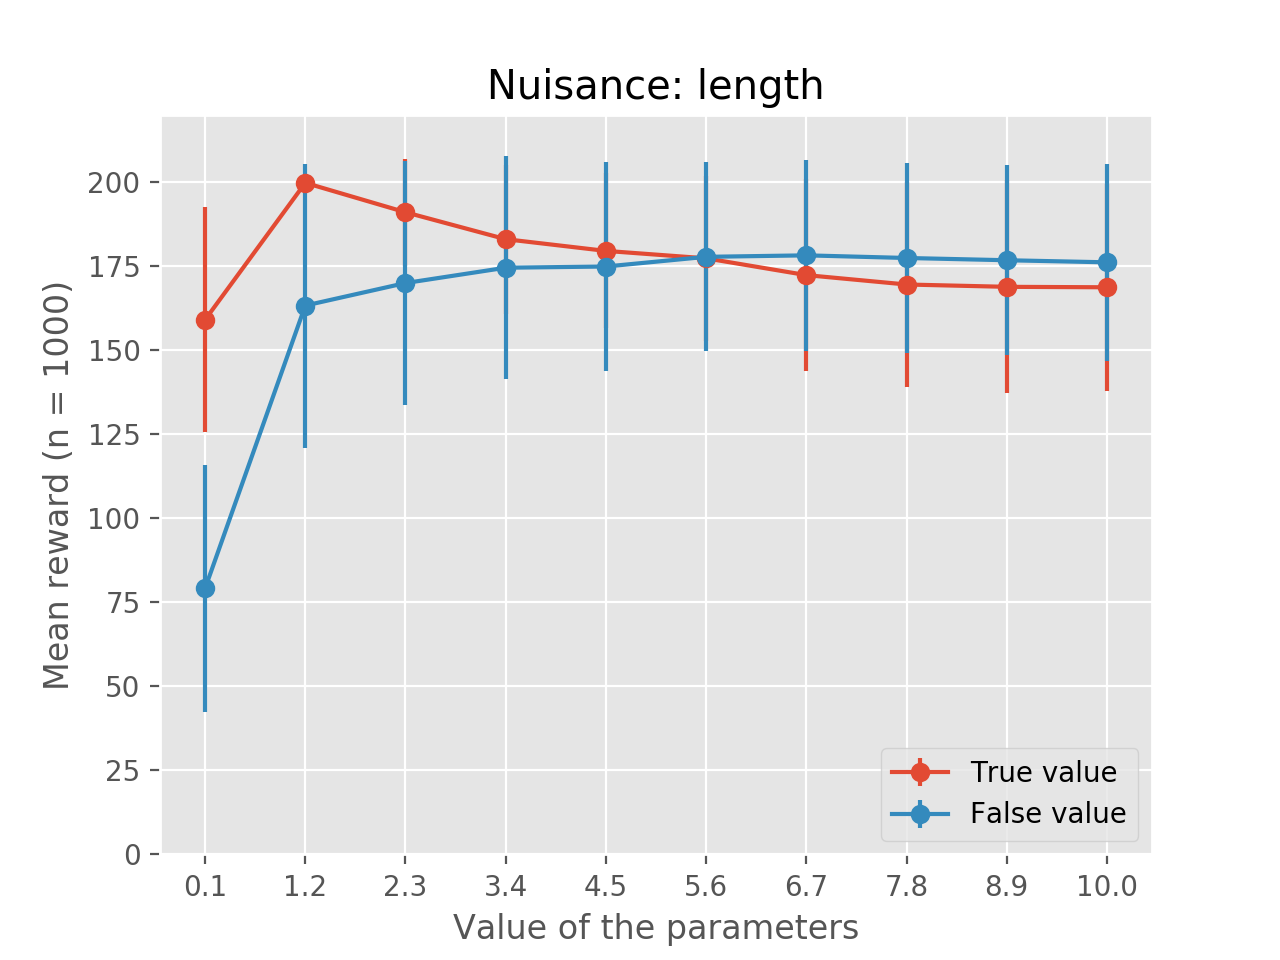 Nuisance: length
Mean reward (n = 1000)
200
175
150
125
100
75
50
25
0
True value
False value
0.1 1.2 2.3 3.4 4.5 5.6 6.7 7.8 8.9 10.0
Value of the parameters